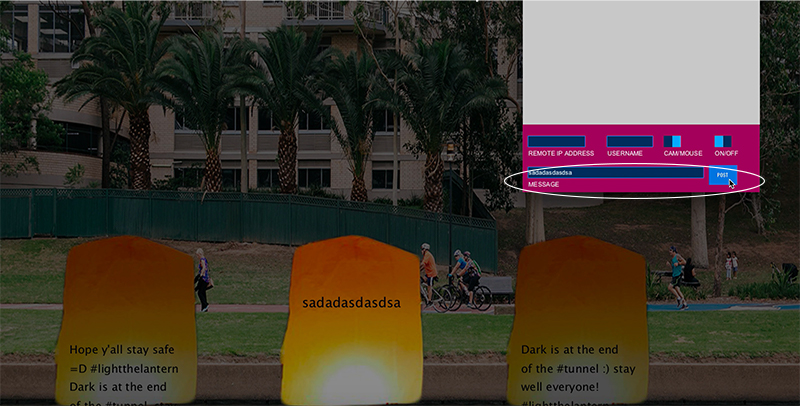 REMOTE IP ADDRESS
USERNAME
CAM/MOUSE
ON/OFF
sadadasdasdsa
POST
MESSAGE
sadadasdasdsa
Hope y'all stay safe
=D #lightthelantern
Dark is at the end
of the #tunnel, stay
Dark is at the end
of the #tunnel :) stay
well everyone!
#lightthelantern